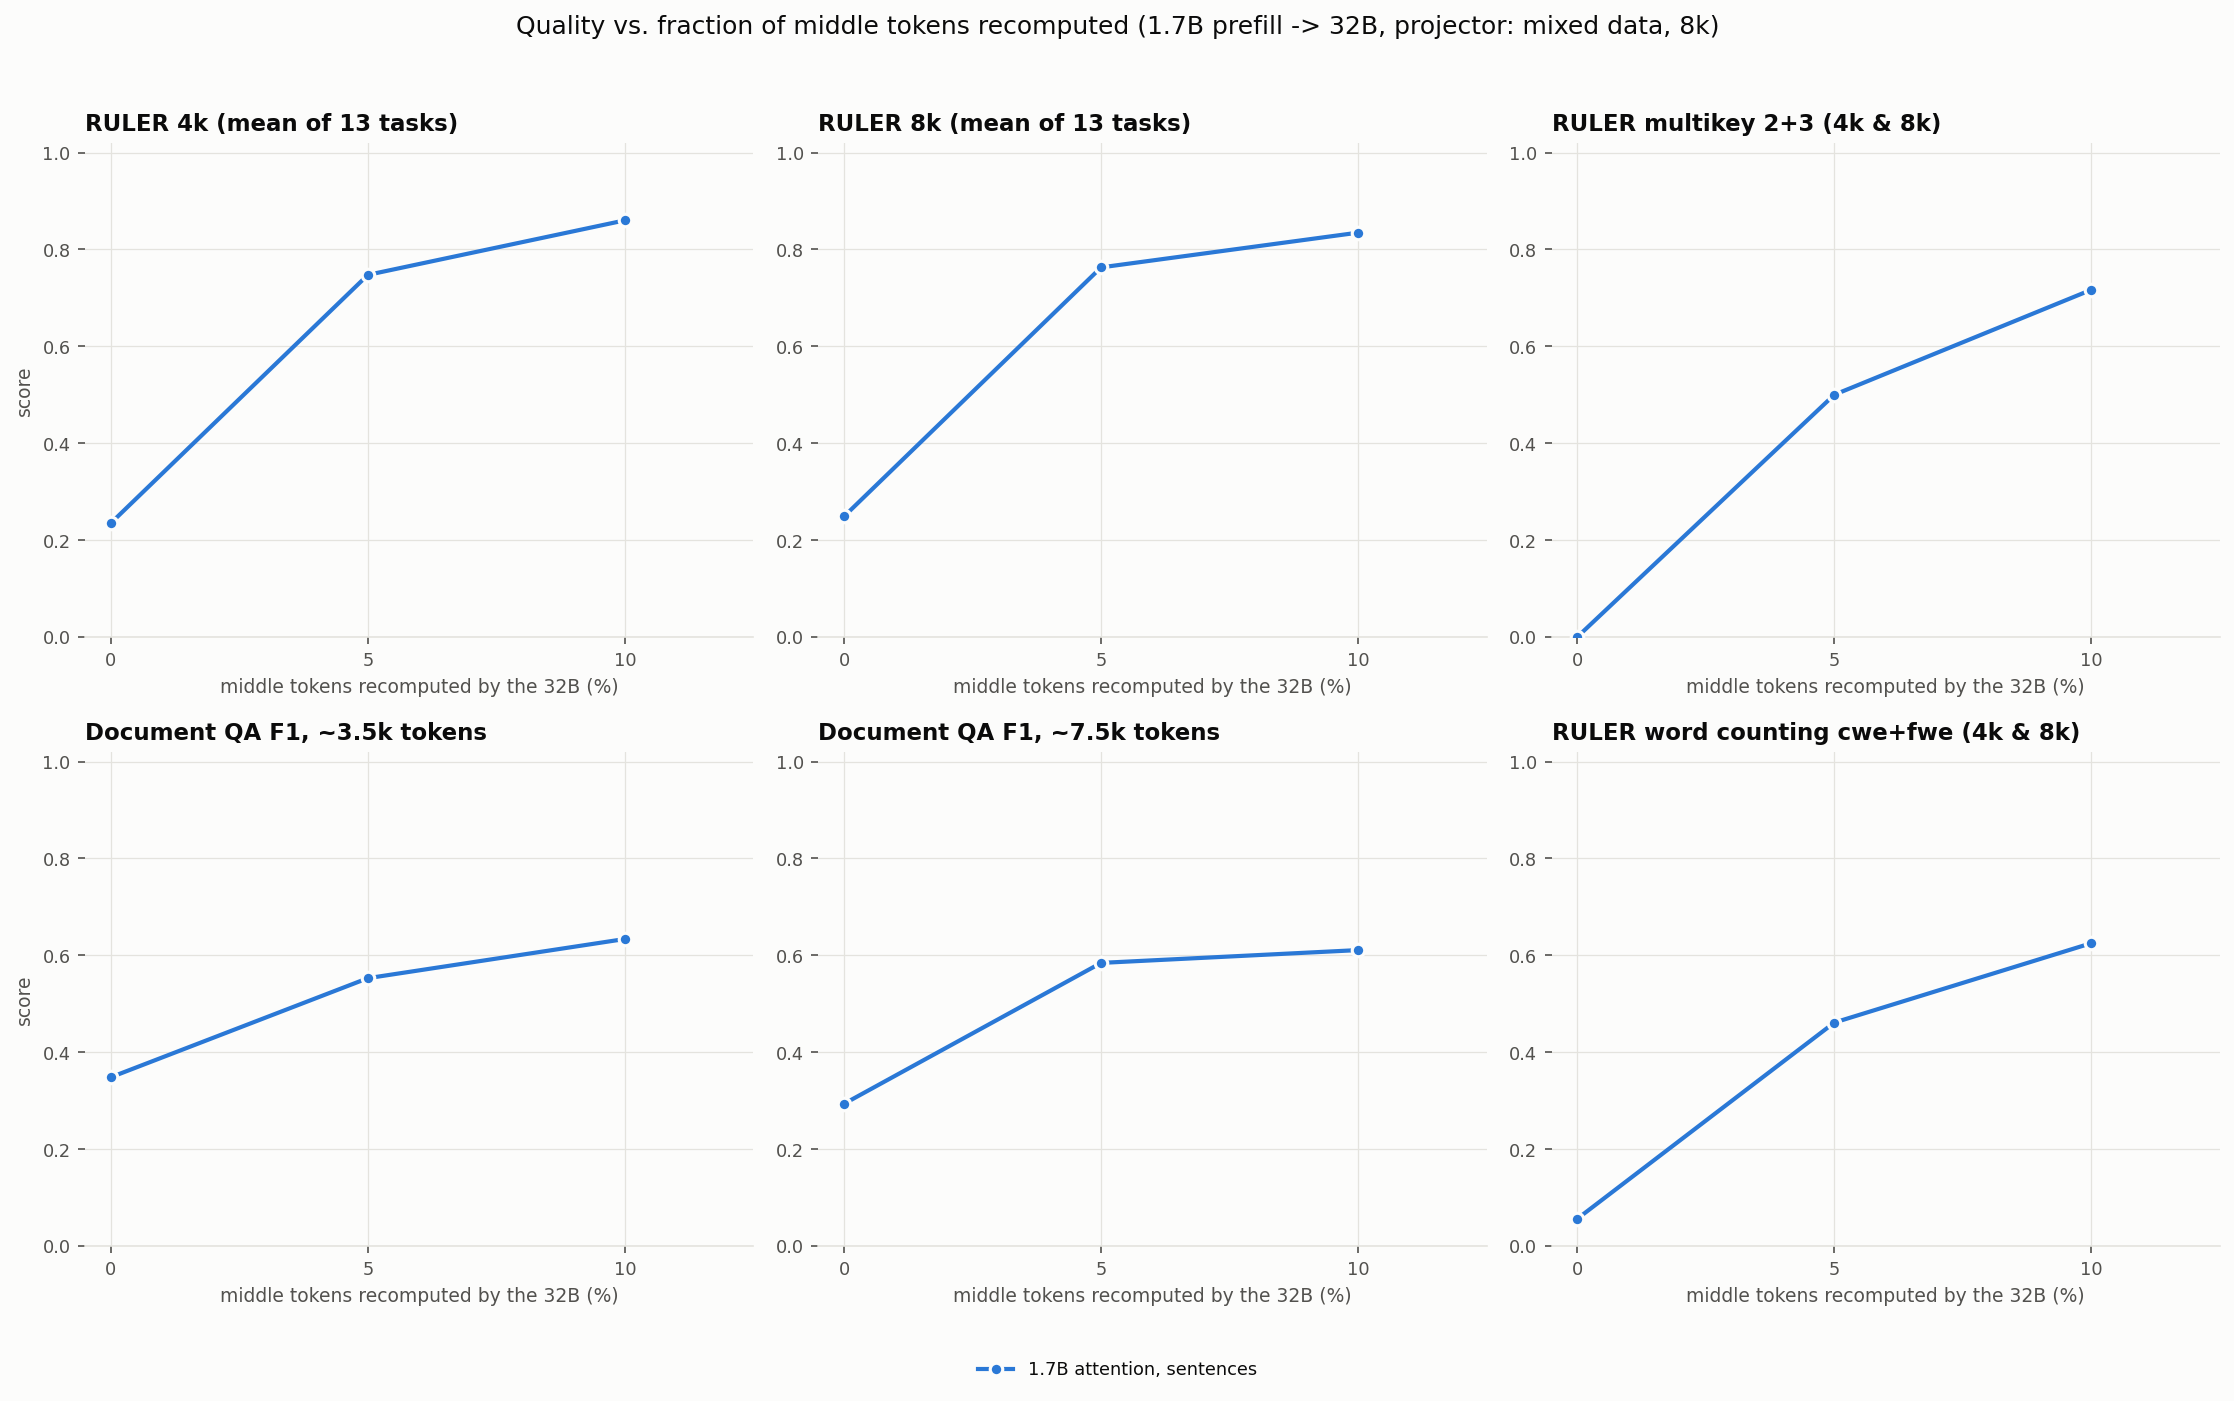 Quality vs. fraction of middle tokens recomputed (1.7B prefill -> 32B, projector: mixed data, 8k)
RULER 4k (mean of 13 tasks)
1.0
0.8
0.6
0.4
0.2
0.0
score
0 5 10
middle tokens recomputed by the 32B (%)
RULER 8k (mean of 13 tasks)
1.0
0.8
0.6
0.4
0.2
0.0
0 5 10
middle tokens recomputed by the 32B (%)
RULER multikey 2+3 (4k & 8k)
1.0
0.8
0.6
0.4
0.2
0.0
0 5 10
middle tokens recomputed by the 32B (%)
Document QA F1, ~3.5k tokens
1.0
0.8
0.6
0.4
0.2
0.0
score
0 5 10
middle tokens recomputed by the 32B (%)
Document QA F1, ~7.5k tokens
1.0
0.8
0.6
0.4
0.2
0.0
0 5 10
middle tokens recomputed by the 32B (%)
RULER word counting cwe+fwe (4k & 8k)
1.0
0.8
0.6
0.4
0.2
0.0
0 5 10
middle tokens recomputed by the 32B (%)
1.7B attention, sentences